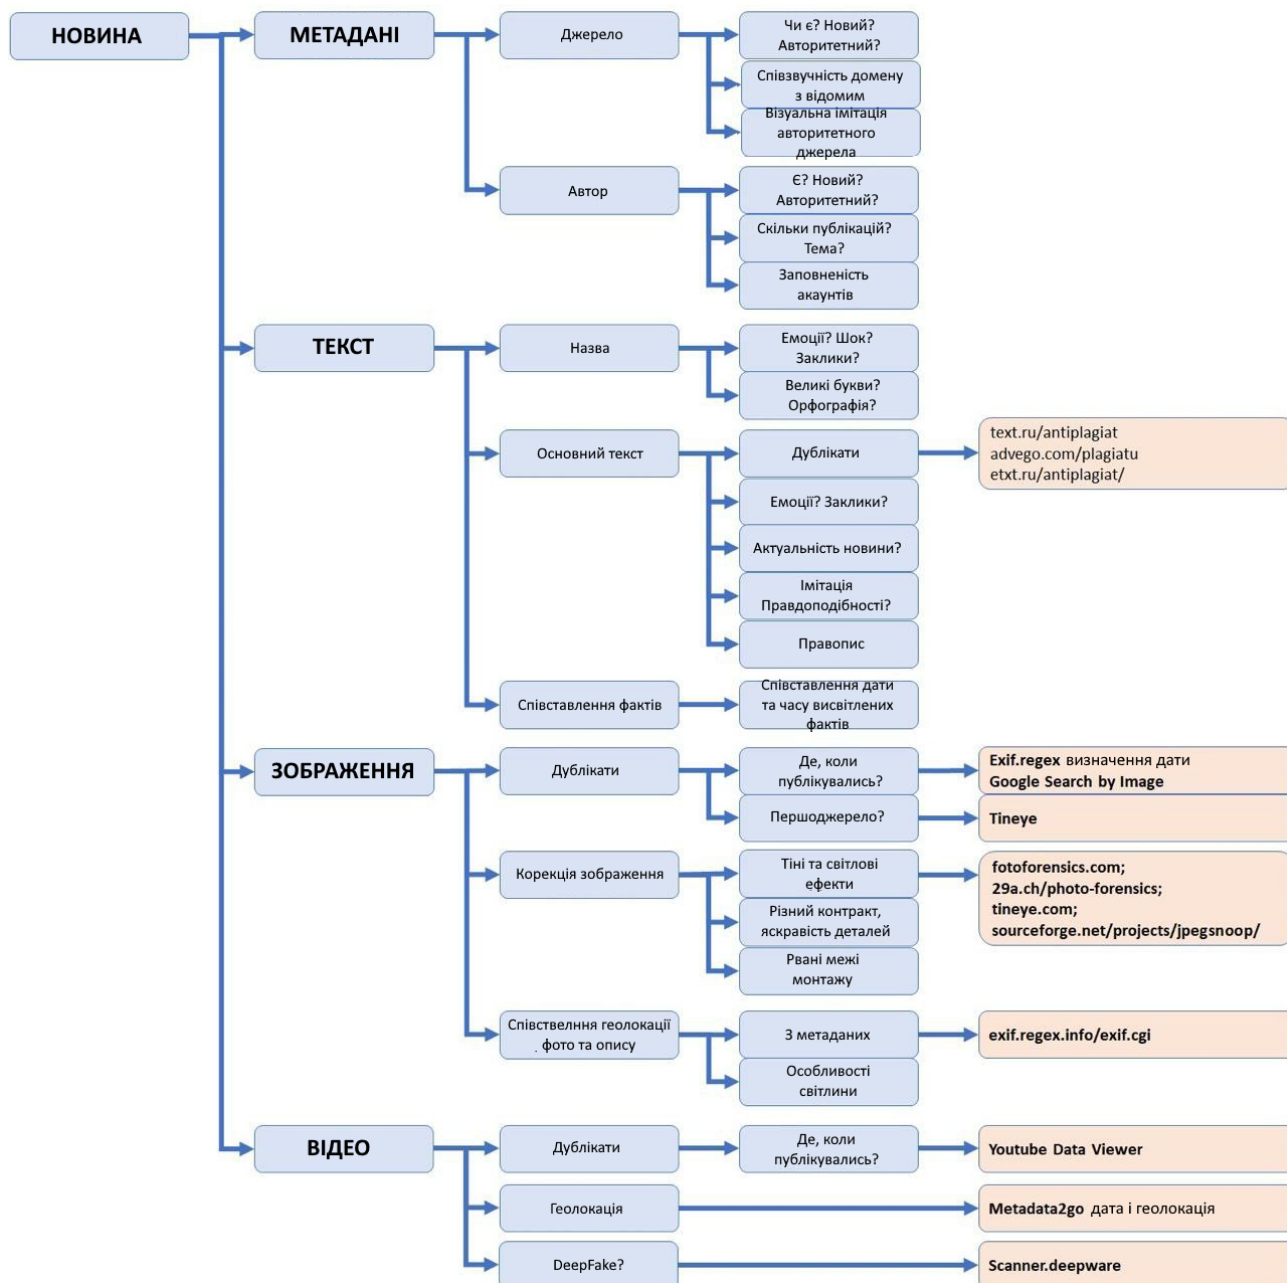 НОВИНА
МЕТАДАНІ
Джерело
Чи є? Новий?
Авторитетний?
Співзвучність домену
з відомим
Візуальна імітація
авторитетного
джерела
Автор
Є? Новий?
Авторитетний?
Скільки публікацій?
Тема?
Заповненість
акаунтів
ТЕКСТ
Назва
Емоції? Шок?
Заклики?
Великі букви?
Орфографія?
Основний текст
Дублікати
text.ru/antiplagiat
advego.com/plagiatu
etxt.ru/antiplagiat/
Емоції? Заклики?
Актуальність новини?
Імітація
Правдоподібності?
Правопис
Співставлення фактів
Співставлення дати
та часу висвітлених
фактів
ЗОБРАЖЕННЯ
Дублікати
Де, коли
публікувались?
Exif.regex визначення дати
Google Search by Image
Першоджерело?
Tineye
Корекція зображення
Тіні та світлові
ефекти
fotoforensics.com;
29a.ch/photo-forensics;
tineye.com;
sourceforge.net/projects/jpegsnoop/
Різний контракт,
яскравість деталей
Рвані межі
монтажу
Співствелння геолокації
фото та опису
З метаданих
exif.regex.info/exif.cgi
Особливості
світлини
ВІДЕО
Дублікати
Де, коли
публікувались?
Youtube Data Viewer
Геолокація
Metadata2go дата і геолокація
DeepFake?
Scanner.deepware